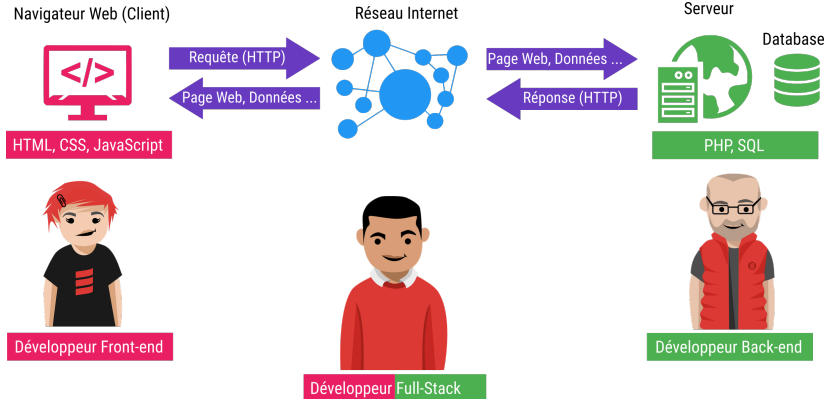 Navigateur Web (Client)
Réseau Internet
Serveur
Database
</>
Requête (HTTP)
Page Web, Données ...
Page Web, Données ...
Réponse (HTTP)
HTML, CSS, JavaScript
PHP, SQL
Développeur Front-end
Développeur Full-Stack
Développeur Back-end